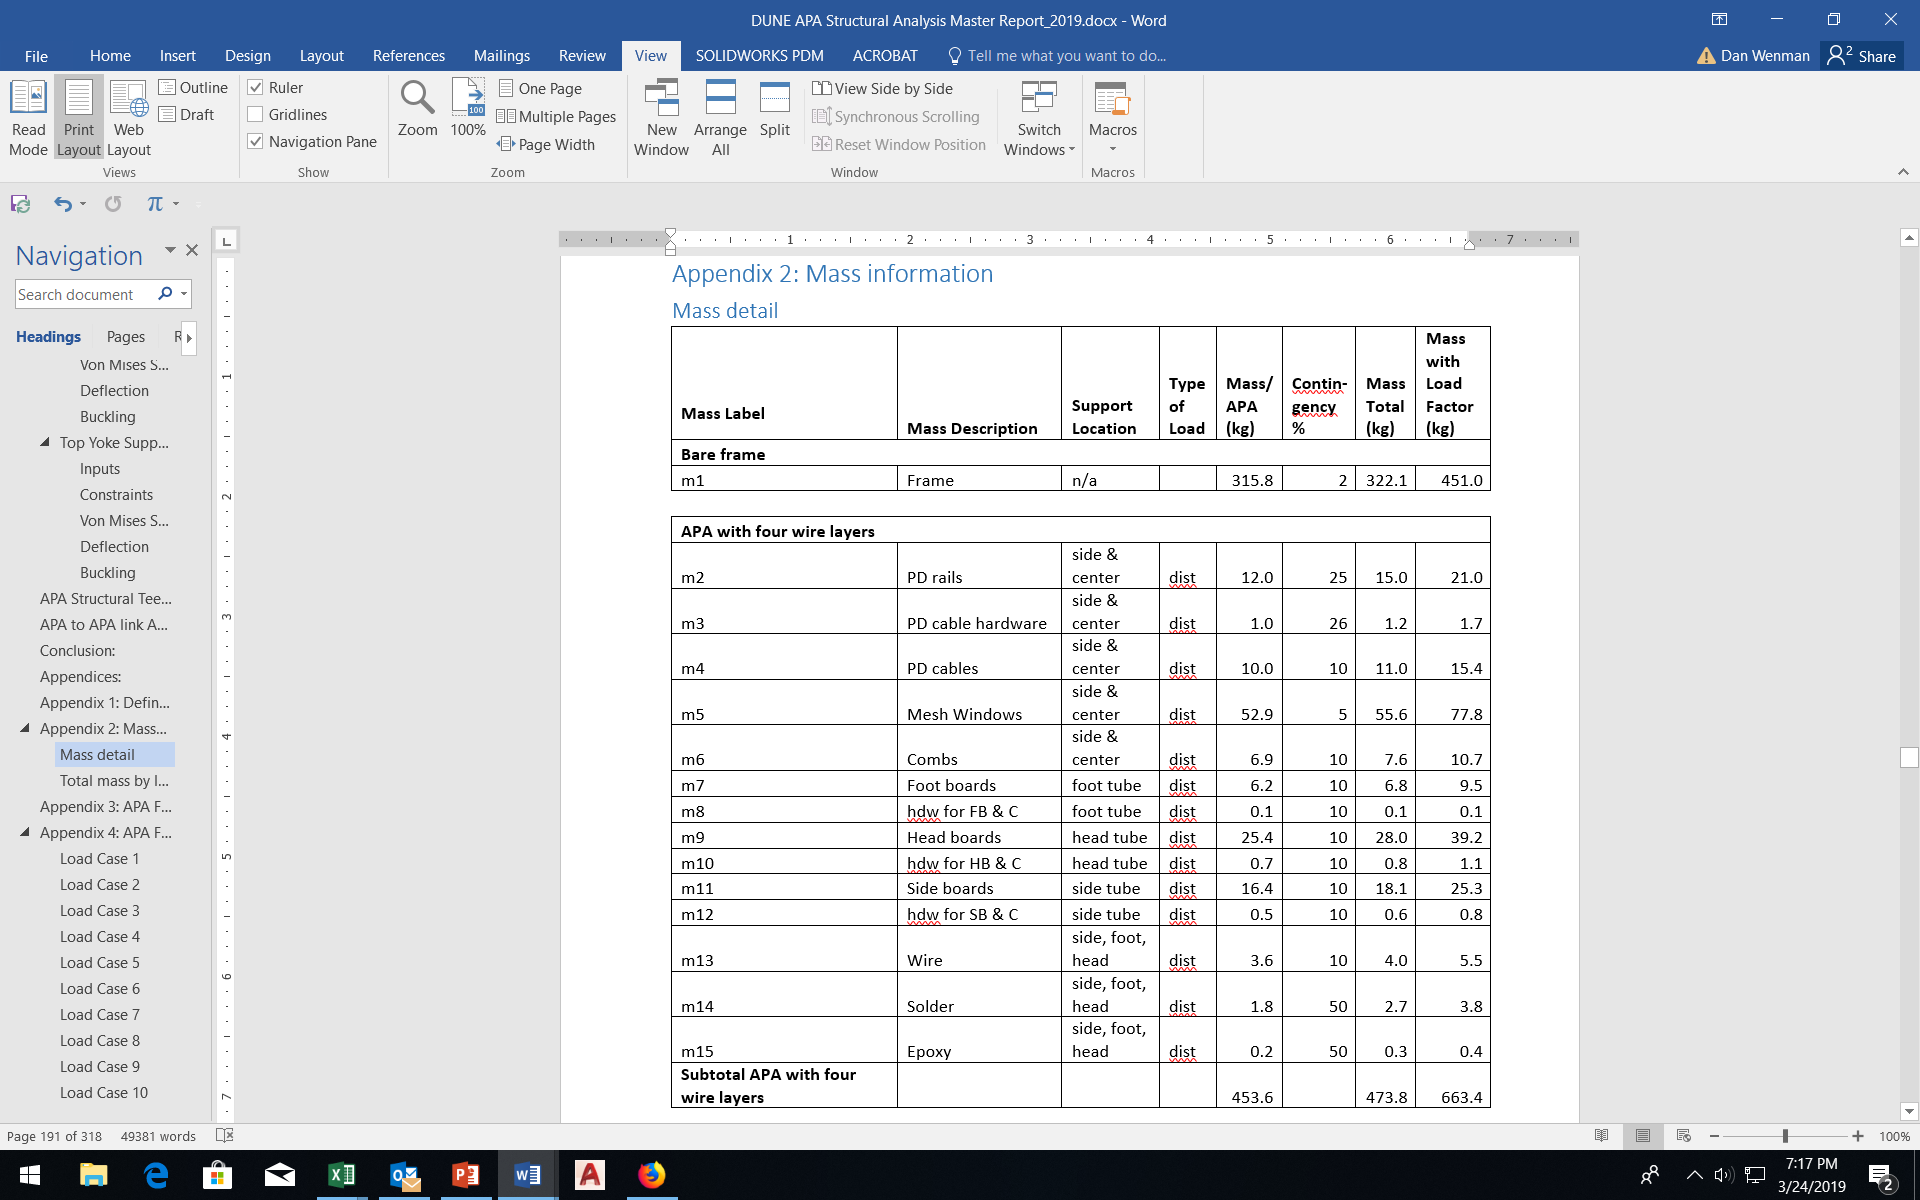 DUNE APA Structural Analysis Master Report_2019.docx - Word
File Home Insert Design Layout References Mailings Review View SOLIDWORKS PDM ACROBAT Tell me what you want to do... Dan Wenman Share
Read Mode
Print Layout
Web Layout
Outline
Draft
Views
Ruler
Gridlines
Navigation Pane
Show
Zoom
100%
One Page
Multiple Pages
Page Width
Zoom
New Window
Arrange All
Split
View Side by Side
Synchronous Scrolling
Reset Window Position
Window
Switch Windows
Macros
Macros
Navigation
Search document
Headings Pages R
Von Mises S...
Deflection
Buckling
Top Yoke Supp...
Inputs
Constraints
Von Mises S...
Deflection
Buckling
APA Structural Tee...
APA to APA link A...
Conclusion:
Appendices:
Appendix 1: Defin...
Appendix 2: Mass...
Mass detail
Total mass by l...
Appendix 3: APA F...
Appendix 4: APA F...
Load Case 1
Load Case 2
Load Case 3
Load Case 4
Load Case 5
Load Case 6
Load Case 7
Load Case 8
Load Case 9
Load Case 10
1 2 3 4 5 6 7
1
2
3
4
5
6
7
Appendix 2: Mass information
Mass detail
Mass Label Mass Description Support Location Type of Load Mass/ APA (kg) Contin- gency % Mass Total (kg) Mass with Load Factor (kg)
Bare frame
m1 Frame n/a 315.8 2 322.1 451.0
APA with four wire layers
m2 PD rails side & center dist 12.0 25 15.0 21.0
m3 PD cable hardware side & center dist 1.0 26 1.2 1.7
m4 PD cables side & center dist 10.0 10 11.0 15.4
m5 Mesh Windows side & center dist 52.9 5 55.6 77.8
m6 Combs side & center dist 6.9 10 7.6 10.7
m7 Foot boards foot tube dist 6.2 10 6.8 9.5
m8 hdw for FB & C foot tube dist 0.1 10 0.1 0.1
m9 Head boards head tube dist 25.4 10 28.0 39.2
m10 hdw for HB & C head tube dist 0.7 10 0.8 1.1
m11 Side boards side tube dist 16.4 10 18.1 25.3
m12 hdw for SB & C side tube dist 0.5 10 0.6 0.8
m13 Wire side, foot, head dist 3.6 10 4.0 5.5
m14 Solder side, foot, head dist 1.8 50 2.7 3.8
m15 Epoxy side, foot, head dist 0.2 50 0.3 0.4
Subtotal APA with four wire layers 453.6 473.8 663.4
Page 191 of 318 49381 words 100%
7:17 PM
3/24/2019
2